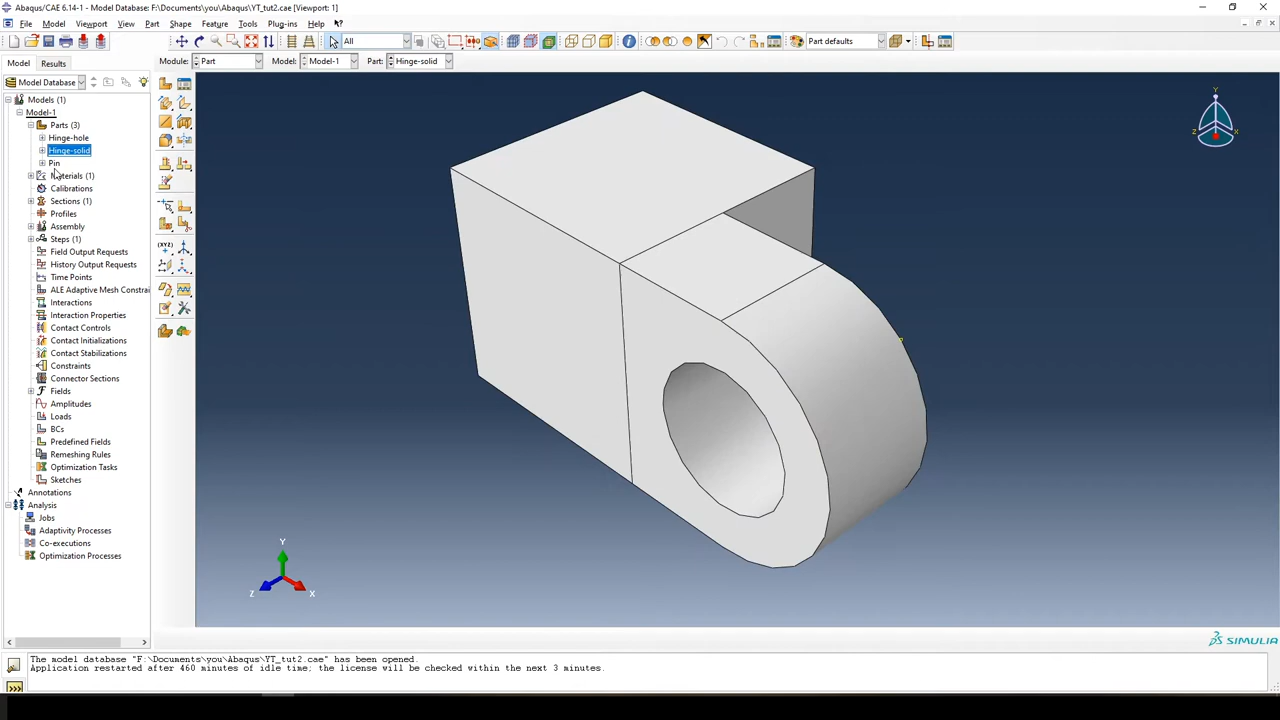 Abaqus/CAE 6.14-1 - Model Database: F:\Documents\you\Abaqus\YT_tut2.cae [Viewport: 1]
File Model Viewport View Part Shape Feature Tools Plug-ins Help
All Part defaults
Module: Part Model: Model-1 Part: Hinge-solid
Model Results
Model Database
Models (1)
Model-1
Parts (3)
Hinge-hole
Hinge-solid
Pin
Materials (1)
Calibrations
Sections (1)
Profiles
Assembly
Steps (1)
Field Output Requests
History Output Requests
Time Points
ALE Adaptive Mesh Constrai
Interactions
Interaction Properties
Contact Controls
Contact Initializations
Contact Stabilizations
Constraints
Connector Sections
Fields
Amplitudes
Loads
BCs
Predefined Fields
Remeshing Rules
Optimization Tasks
Sketches
Annotations
Analysis
Jobs
Adaptivity Processes
Co-executions
Optimization Processes
(XYZ)
Y
Z X
Y
Z X
SIMULIA
The model database "F:\Documents\you\Abaqus\YT_tut2.cae" has been opened.
Application restarted after 460 minutes of idle time; the license will be checked within the next 3 minutes.
>>>